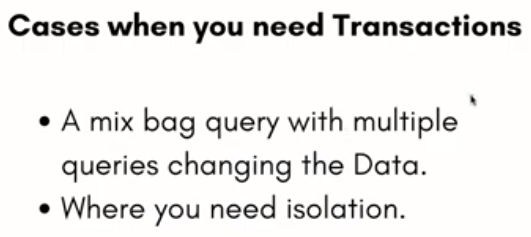 Cases when you need Transactions
• A mix bag query with multiple
queries changing the Data.
• Where you need isolation.